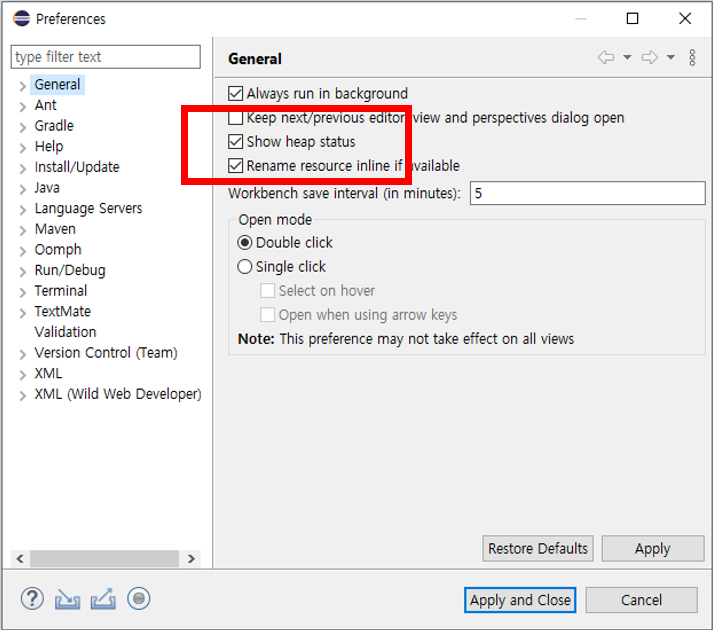 Preferences
type filter text
General
Ant
Gradle
Help
Install/Update
Java
Language Servers
Maven
Oomph
Run/Debug
Terminal
TextMate
Validation
Version Control (Team)
XML
XML (Wild Web Developer)
General
Always run in background
Keep next/previous editor, view and perspectives dialog open
Show heap status
Rename resource inline if available
Workbench save interval (in minutes): 5
Open mode
Double click
Single click
Select on hover
Open when using arrow keys
Note: This preference may not take effect on all views
Restore Defaults Apply
Apply and Close Cancel